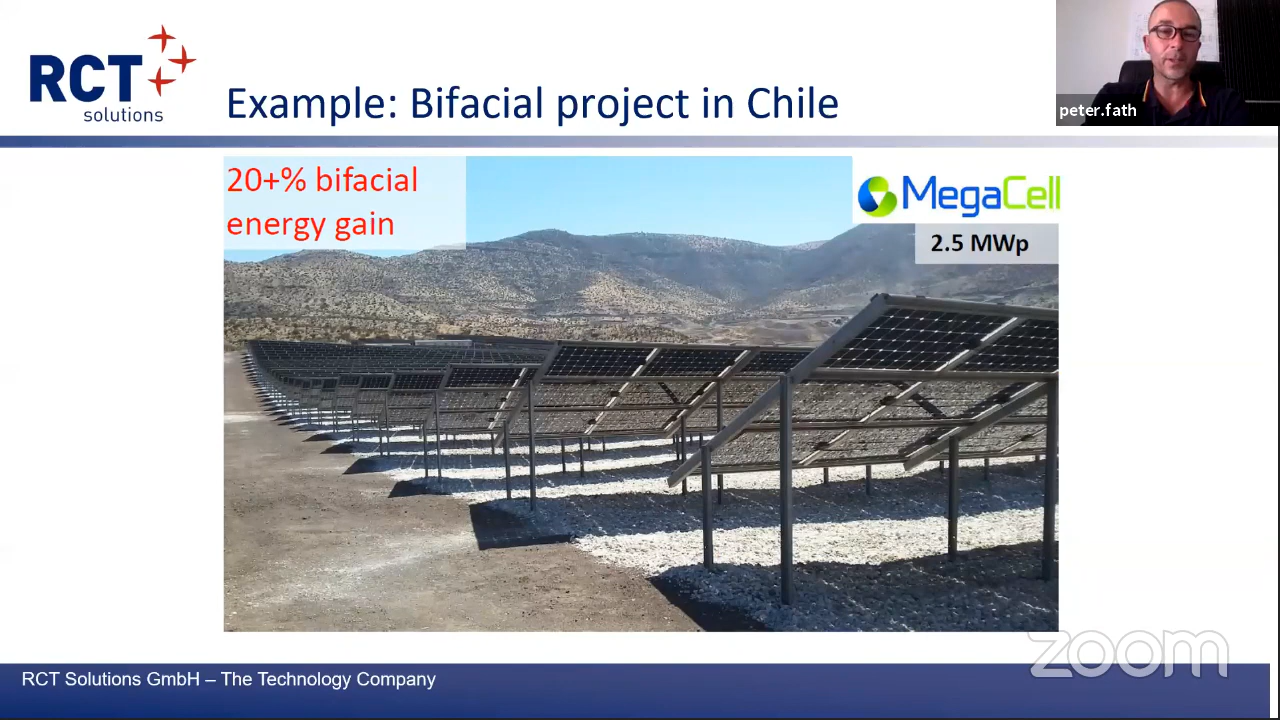 RCT
solutions
Example: Bifacial project in Chile
peter.fath
20+% bifacial
energy gain
MegaCell
2.5 MWp
zoom
RCT Solutions GmbH – The Technology Company